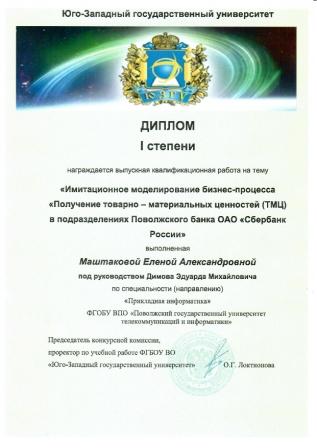 Юго-Западный государственный университет
ЮЗГУ
ДИПЛОМ
I степени
награждается выпускная квалификационная работа на тему
«Имитационное моделирование бизнес-процесса
«Получение товарно – материальных ценностей (ТМЦ)
в подразделениях Поволжского банка ОАО «Сбербанк
России»
выполненная
Маштаковой Еленой Александровной
под руководством Димова Эдуарда Михайловича
по специальности (направлению)
«Прикладная информатика»
ФГОБУ ВПО «Поволжский государственный университет
телекоммуникаций и информатики»
Председатель конкурсной комиссии,
проректор по учебной работе ФГБОУ ВО
«Юго-Западный государственный университет»
О.Г. Локтионова